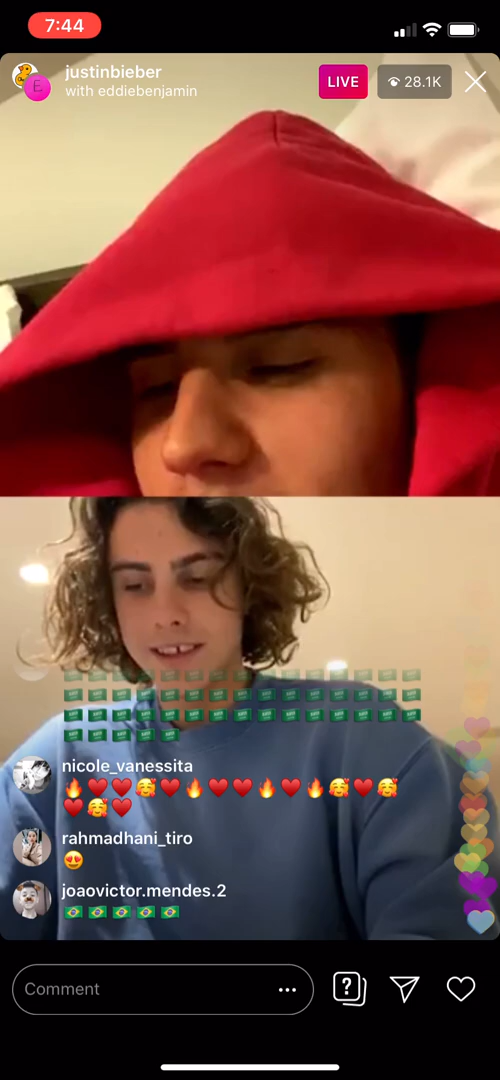 7:44
justinbieber
with eddiebenjamin
E
LIVE
28.1K
nicole_vanessita
rahmadhani_tiro
joaovictor.mendes.2
Comment